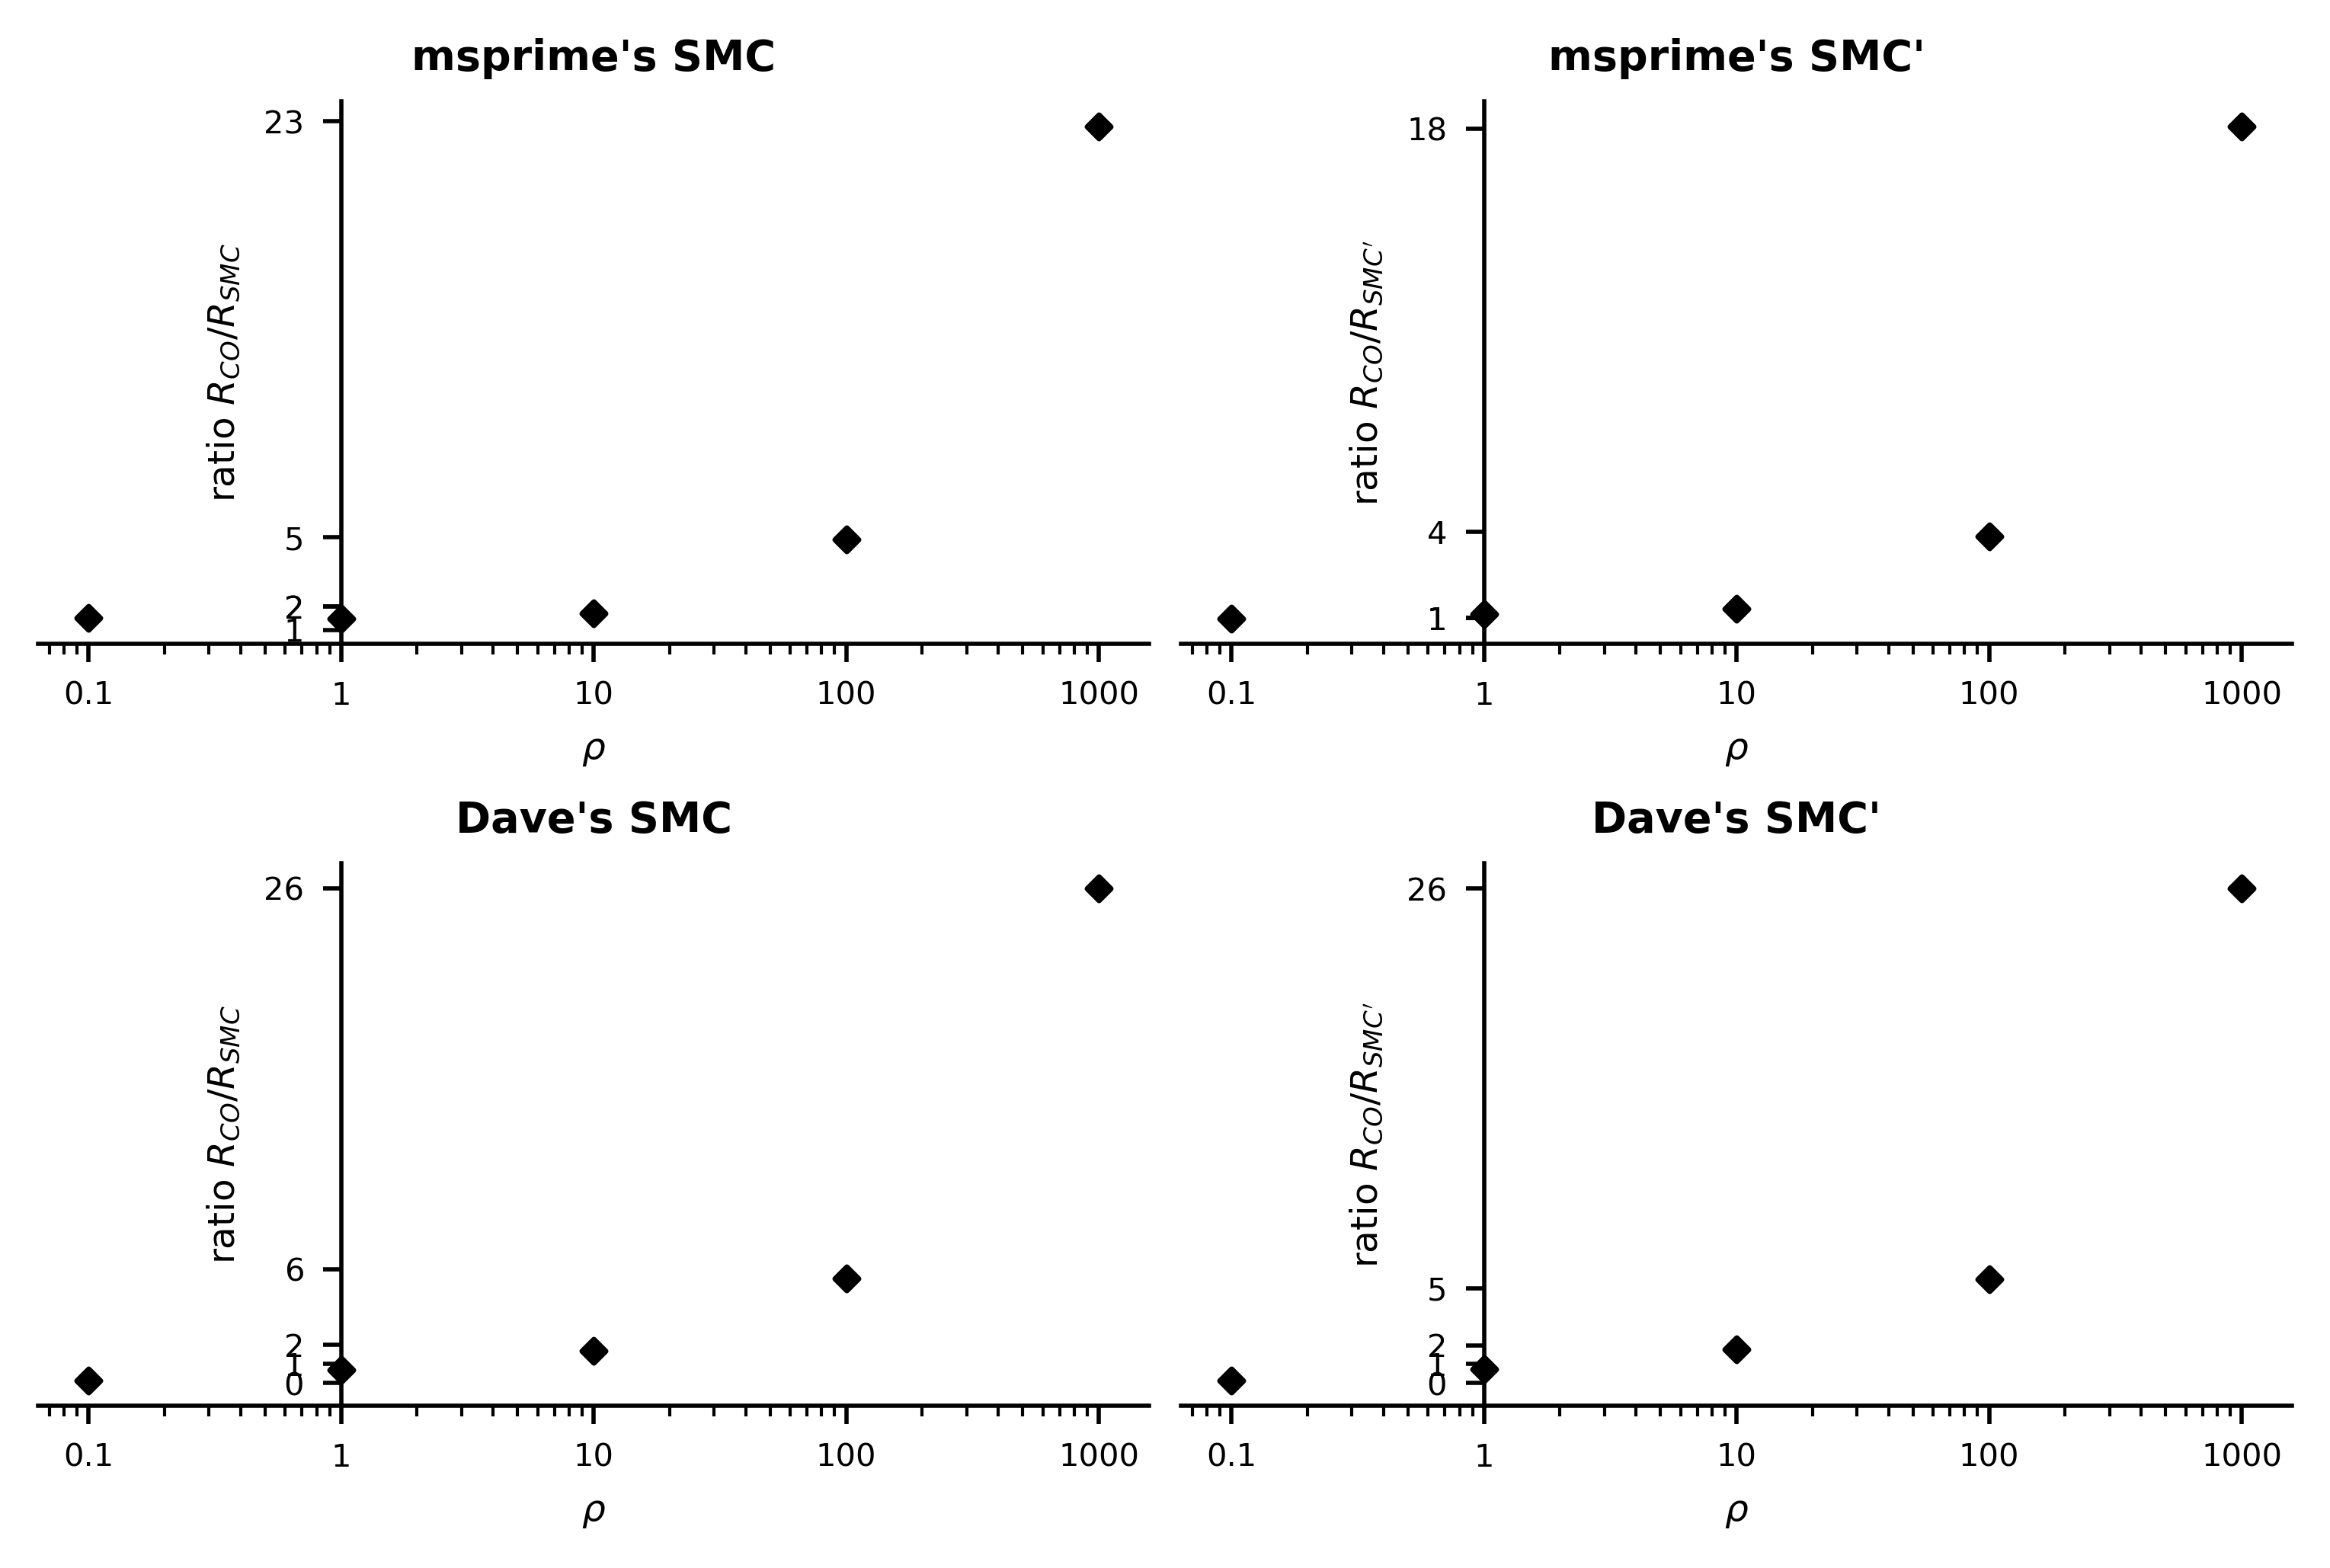 msprime's SMC
23
5
2
1
ratio R_CO/R_SMC
0.1 1 10 100 1000
ρ
msprime's SMC'
18
4
1
ratio R_CO/R_SMC'
0.1 1 10 100 1000
ρ
Dave's SMC
26
6
2
1
0
ratio R_CO/R_SMC
0.1 1 10 100 1000
ρ
Dave's SMC'
26
5
2
1
0
ratio R_CO/R_SMC'
0.1 1 10 100 1000
ρ